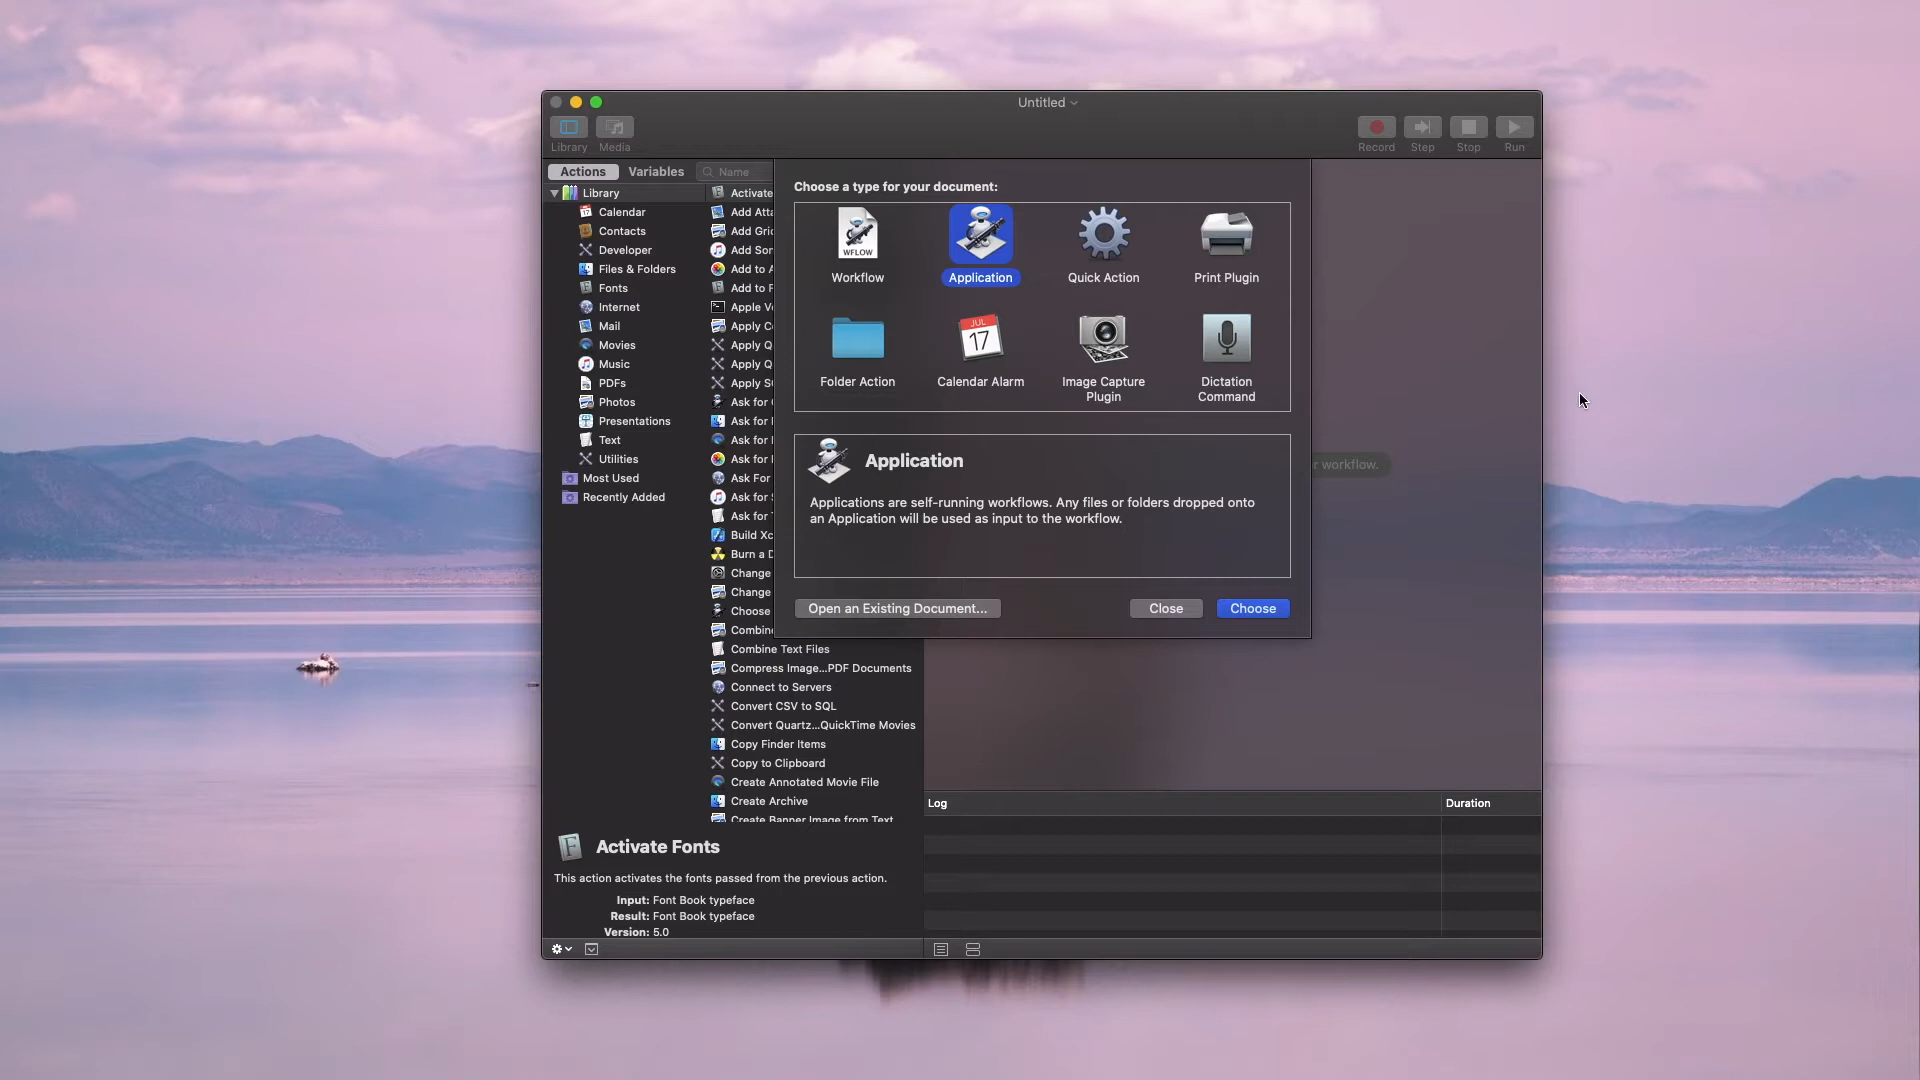 Untitled
Library
Media
Record
Step
Stop
Run
Actions
Variables
Name
Library
Calendar
Contacts
Developer
Files & Folders
Fonts
Internet
Mail
Movies
Music
PDFs
Photos
Presentations
Text
Utilities
Most Used
Recently Added
Activate
Add
Add
Add
Add to
Add to
Apple
Apply
Apply
Apply
Apply
Ask for
Ask for
Ask for
Ask for
Ask For
Ask for
Ask for
Build
Burn a
Change
Change
Choose
Combine Text Files
Compress Image...PDF Documents
Connect to Servers
Convert CSV to SQL
Convert Quartz...QuickTime Movies
Copy Finder Items
Copy to Clipboard
Create Annotated Movie File
Create Archive
Create Banner Image from Text
Choose a type for your document:
WFLOW
Workflow
Application
Quick Action
Print Plugin
Folder Action
JUL
17
Calendar Alarm
Image Capture
Plugin
Dictation
Command
Application
Applications are self-running workflows. Any files or folders dropped onto
an Application will be used as input to the workflow.
Open an Existing Document...
Close
Choose
workflow.
Log
Duration
Activate Fonts
This action activates the fonts passed from the previous action.
Input: Font Book typeface
Result: Font Book typeface
Version: 5.0